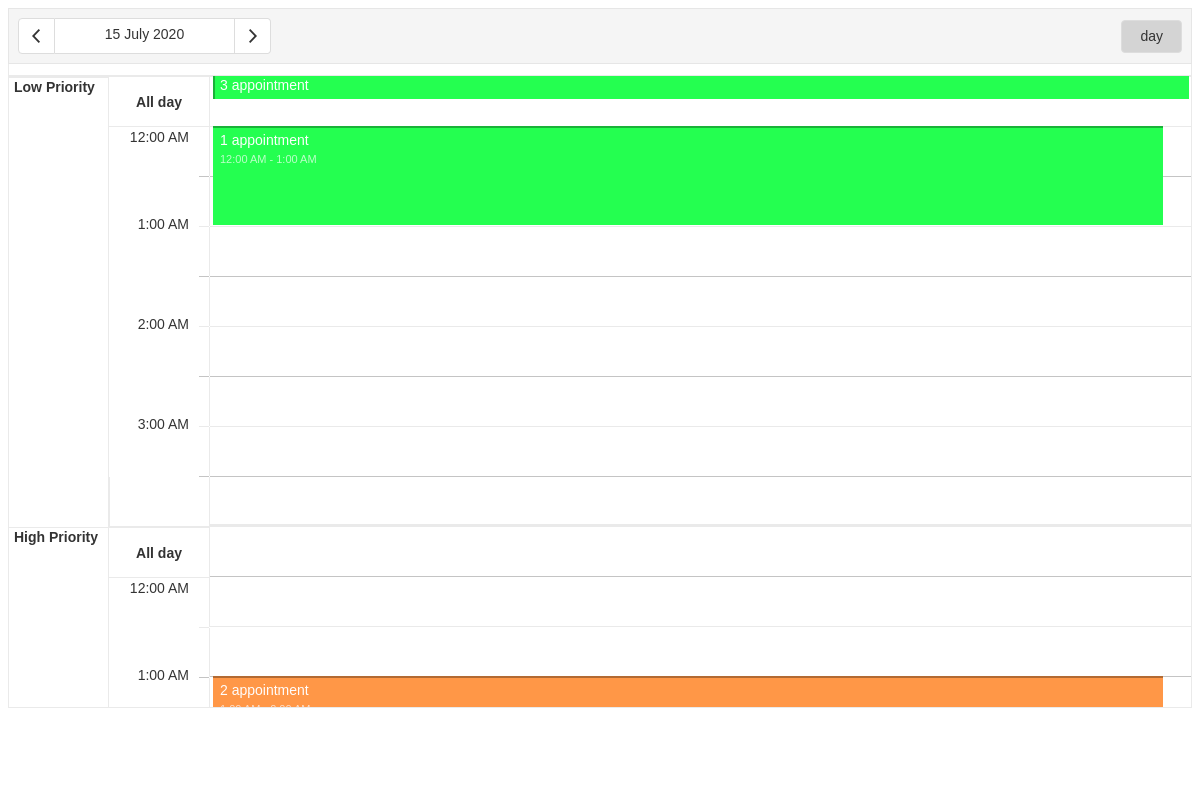 15 July 2020
day
Low Priority
All day
3 appointment
12:00 AM
1 appointment
12:00 AM - 1:00 AM
1:00 AM
2:00 AM
3:00 AM
High Priority
All day
12:00 AM
1:00 AM
2 appointment